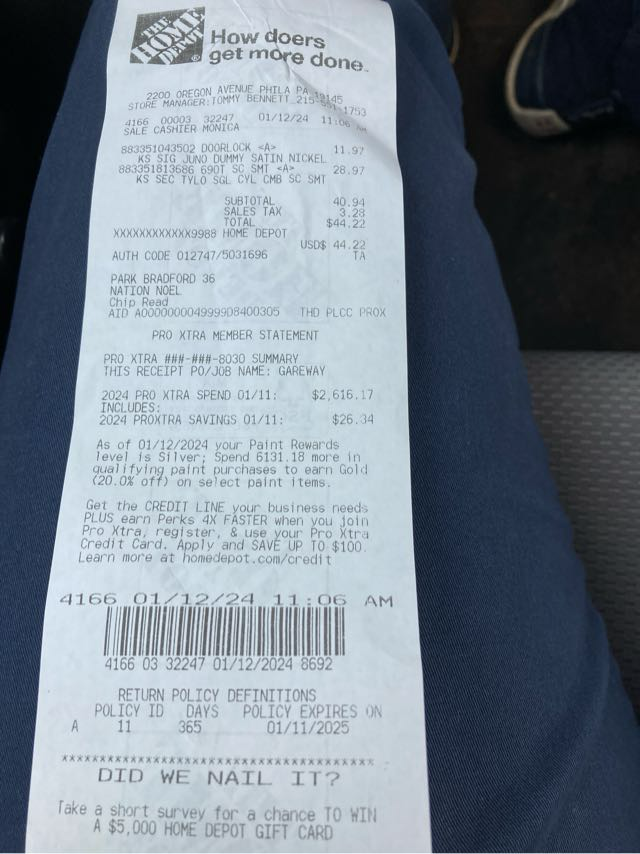 THE
HOME
DEPOT
How doers
get more done.
2200 OREGON AVENUE PHILA PA 19145
STORE MANAGER:TOMMY BENNETT 215-551-1753
4166 00003 32247 01/12/24 11:06 AM
SALE CASHIER MONICA
883351043502 DOORLOCK <A> 11.97
KS SIG JUNO DUMMY SATIN NICKEL
883351813686 690T SC SMT <A> 28.97
KS SEC TYLO SGL CYL CMB SC SMT
SUBTOTAL 40.94
SALES TAX 3.28
TOTAL $44.22
XXXXXXXXXXXX9988 HOME DEPOT
USD$ 44.22
AUTH CODE 012747/5031696 TA
PARK BRADFORD 36
NATION NOEL
Chip Read
AID A0000000049999D8400305 THD PLCC PROX
PRO XTRA MEMBER STATEMENT
PRO XTRA ###-###-8030 SUMMARY
THIS RECEIPT PO/JOB NAME: GAREWAY
2024 PRO XTRA SPEND 01/11: $2,616.17
INCLUDES:
2024 PROXTRA SAVINGS 01/11: $26.34
As of 01/12/2024 your Paint Rewards
level is Silver; Spend 6131.18 more in
qualifying paint purchases to earn Gold
(20.0% off) on select paint items.
Get the CREDIT LINE your business needs
PLUS earn Perks 4X FASTER when you join
Pro Xtra, register, & use your Pro Xtra
Credit Card. Apply and SAVE UP TO $100.
Learn more at homedepot.com/credit
4166 01/12/24 11:06 AM
4166 03 32247 01/12/2024 8692
RETURN POLICY DEFINITIONS
POLICY ID DAYS POLICY EXPIRES ON
A 11 365 01/11/2025
DID WE NAIL IT?
Take a short survey for a chance TO WIN
A $5,000 HOME DEPOT GIFT CARD